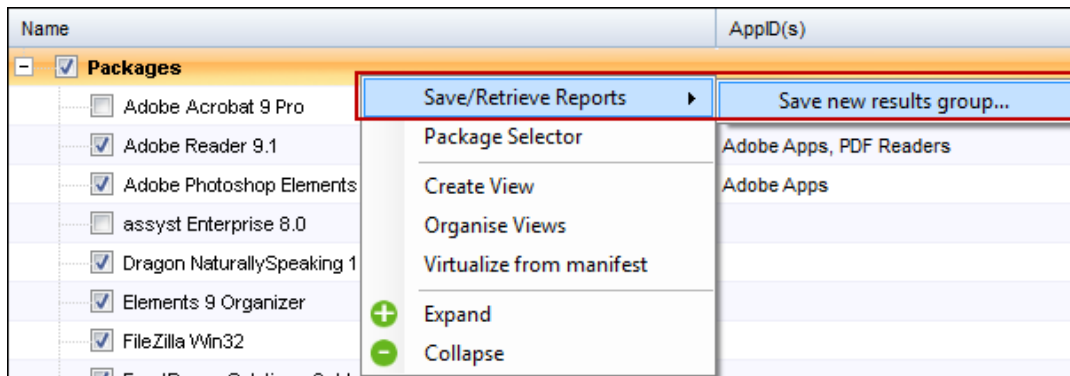 Name AppID(s)
Packages
Save/Retrieve Reports Save new results group...
Adobe Acrobat 9 Pro
Package Selector
Adobe Reader 9.1 Adobe Apps, PDF Readers
Adobe Photoshop Elements Create View Adobe Apps
assyst Enterprise 8.0 Organise Views
Dragon NaturallySpeaking 1 Virtualize from manifest
Elements 9 Organizer Expand
FileZilla Win32 Collapse